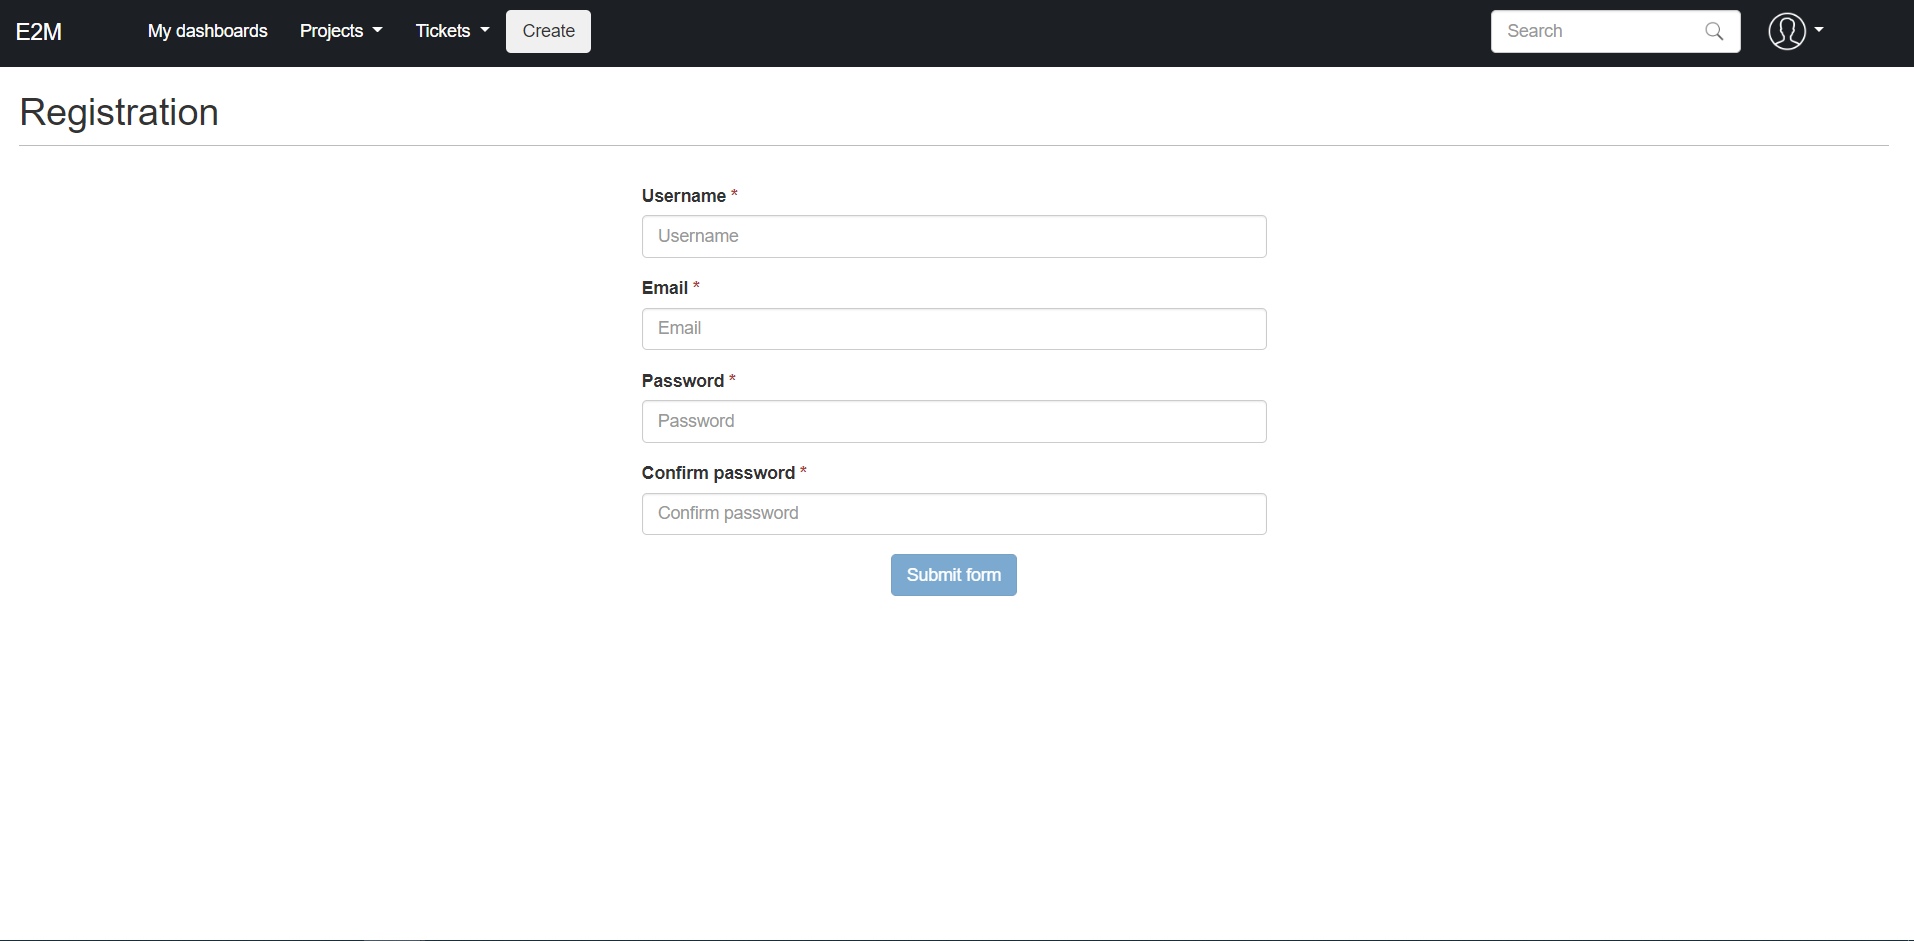 E2M My dashboards Projects Tickets Create Search
Registration
Username *
Username
Email *
Email
Password *
Password
Confirm password *
Confirm password
Submit form